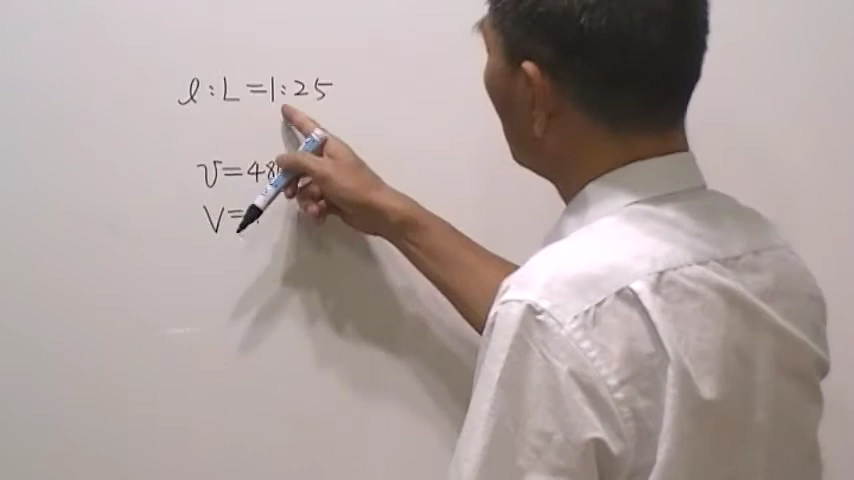 l : L = 1 : 25
v = 48
V =